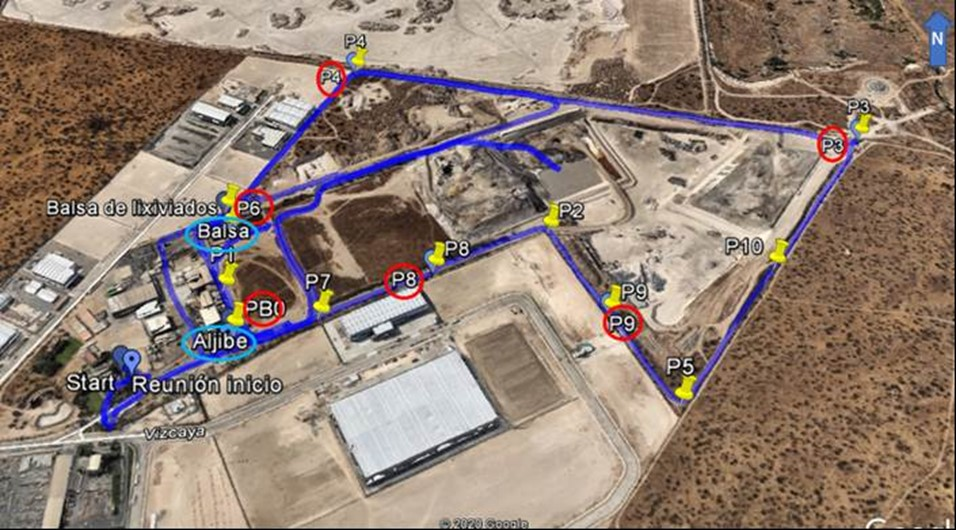 N
P4
P4
P3
P3
Balsa de lixiviados
P6
Balsa
P2
P1
P8
P10
P7
P8
P9
PB0
P9
Aljibe
P5
Start
Reunión inicio
Vizcaya
© 2020 Google